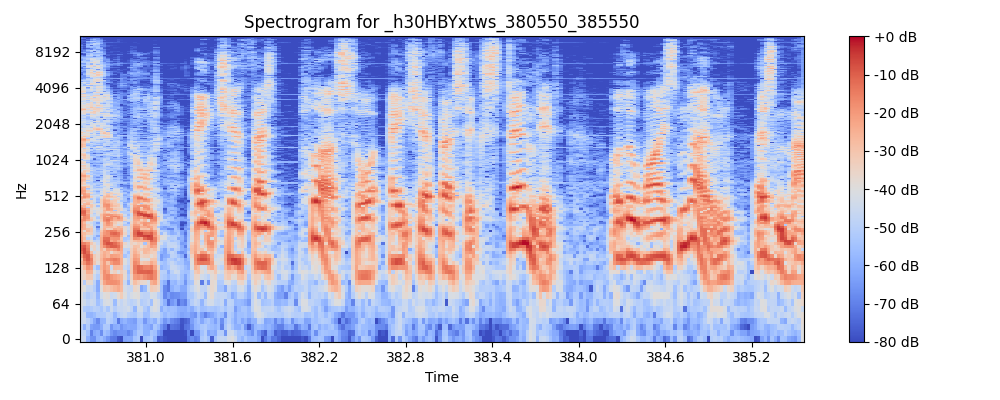 Spectrogram for _h30HBYxtws_380550_385550
8192
4096
2048
1024
512
256
128
64
0
Hz
381.0 381.6 382.2 382.8 383.4 384.0 384.6 385.2
Time
+0 dB
-10 dB
-20 dB
-30 dB
-40 dB
-50 dB
-60 dB
-70 dB
-80 dB